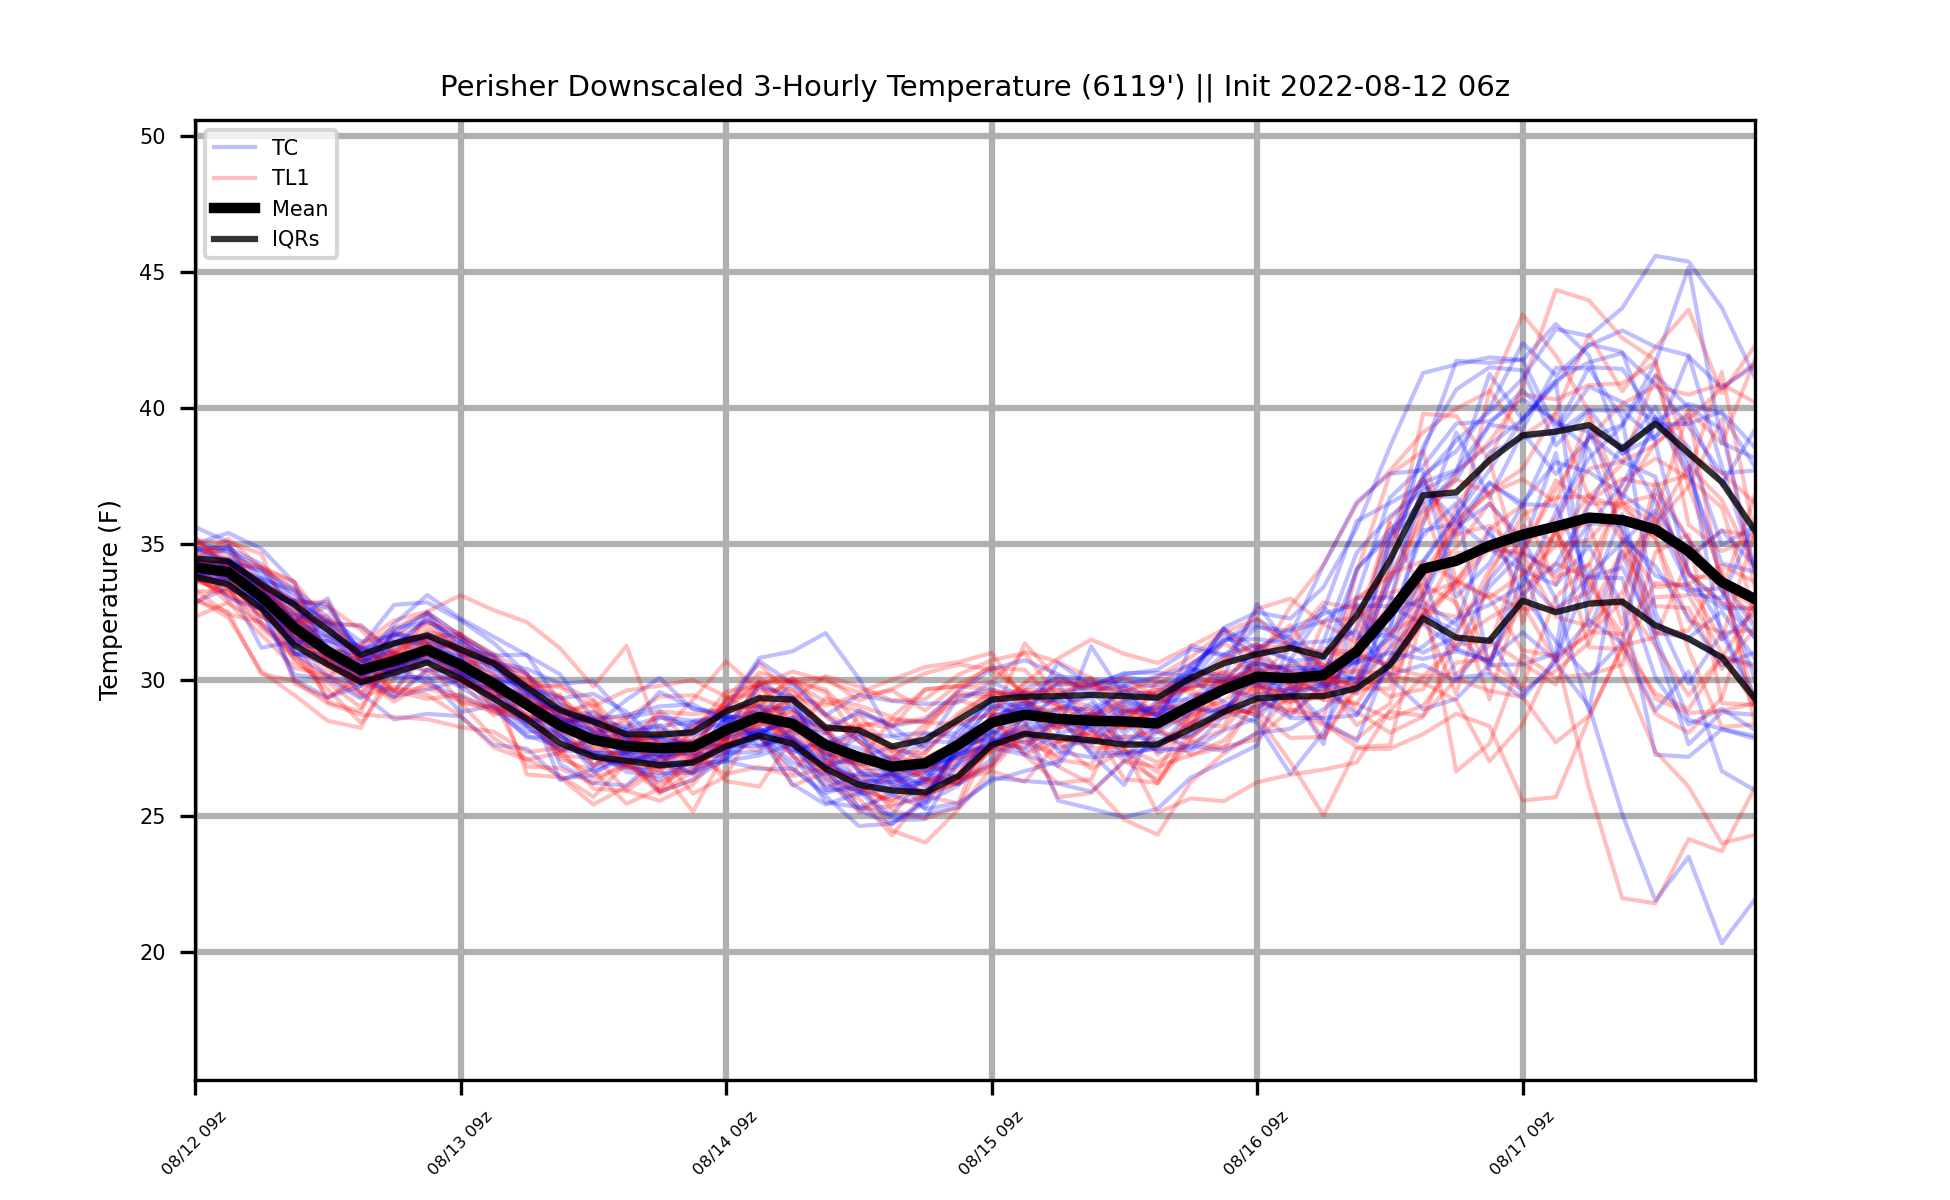 Perisher Downscaled 3-Hourly Temperature (6119') || Init 2022-08-12 06z
TC
TL1
Mean
IQRs
Temperature (F)
50
45
40
35
30
25
20
08/12 09z
08/13 09z
08/14 09z
08/15 09z
08/16 09z
08/17 09z